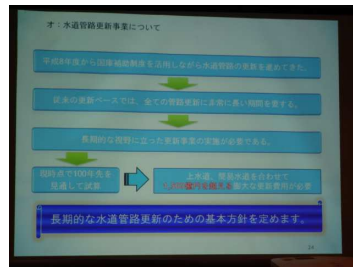 オ：水道管路更新事業について
平成8年度から国庫補助制度を活用しながら水道管路の更新を進めてきた。
従来の更新ペースでは、全ての管路更新に非常に長い期間を要する。
長期的な視野に立った更新事業の実施が必要である。
現時点で100年先を
見通して試算
上水道、簡易水道を合わせて
億円を超える莫大な更新費用が必要
長期的な水道管路更新のための基本方針を定めます。
24